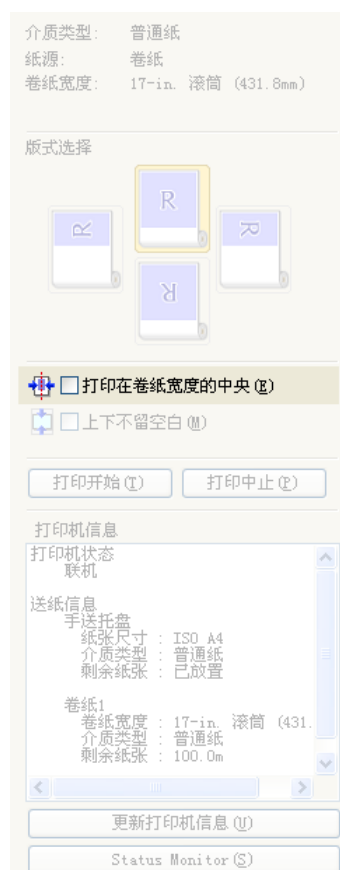 介质类型: 普通纸
纸源: 卷纸
卷纸宽度: 17-in. 滚筒 (431.8mm)
版式选择
R
R
R
R
打印在卷纸宽度的中央(E)
上下不留空白(M)
打印开始(T) 打印中止(P)
打印机信息
打印机状态
联机
送纸信息
手送托盘
纸张尺寸 : ISO A4
介质类型 : 普通纸
剩余纸张 : 已放置
卷纸1
卷纸宽度 : 17-in. 滚筒 (431.
介质类型 : 普通纸
剩余纸张 : 100.0m
更新打印机信息(U)
Status Monitor(S)